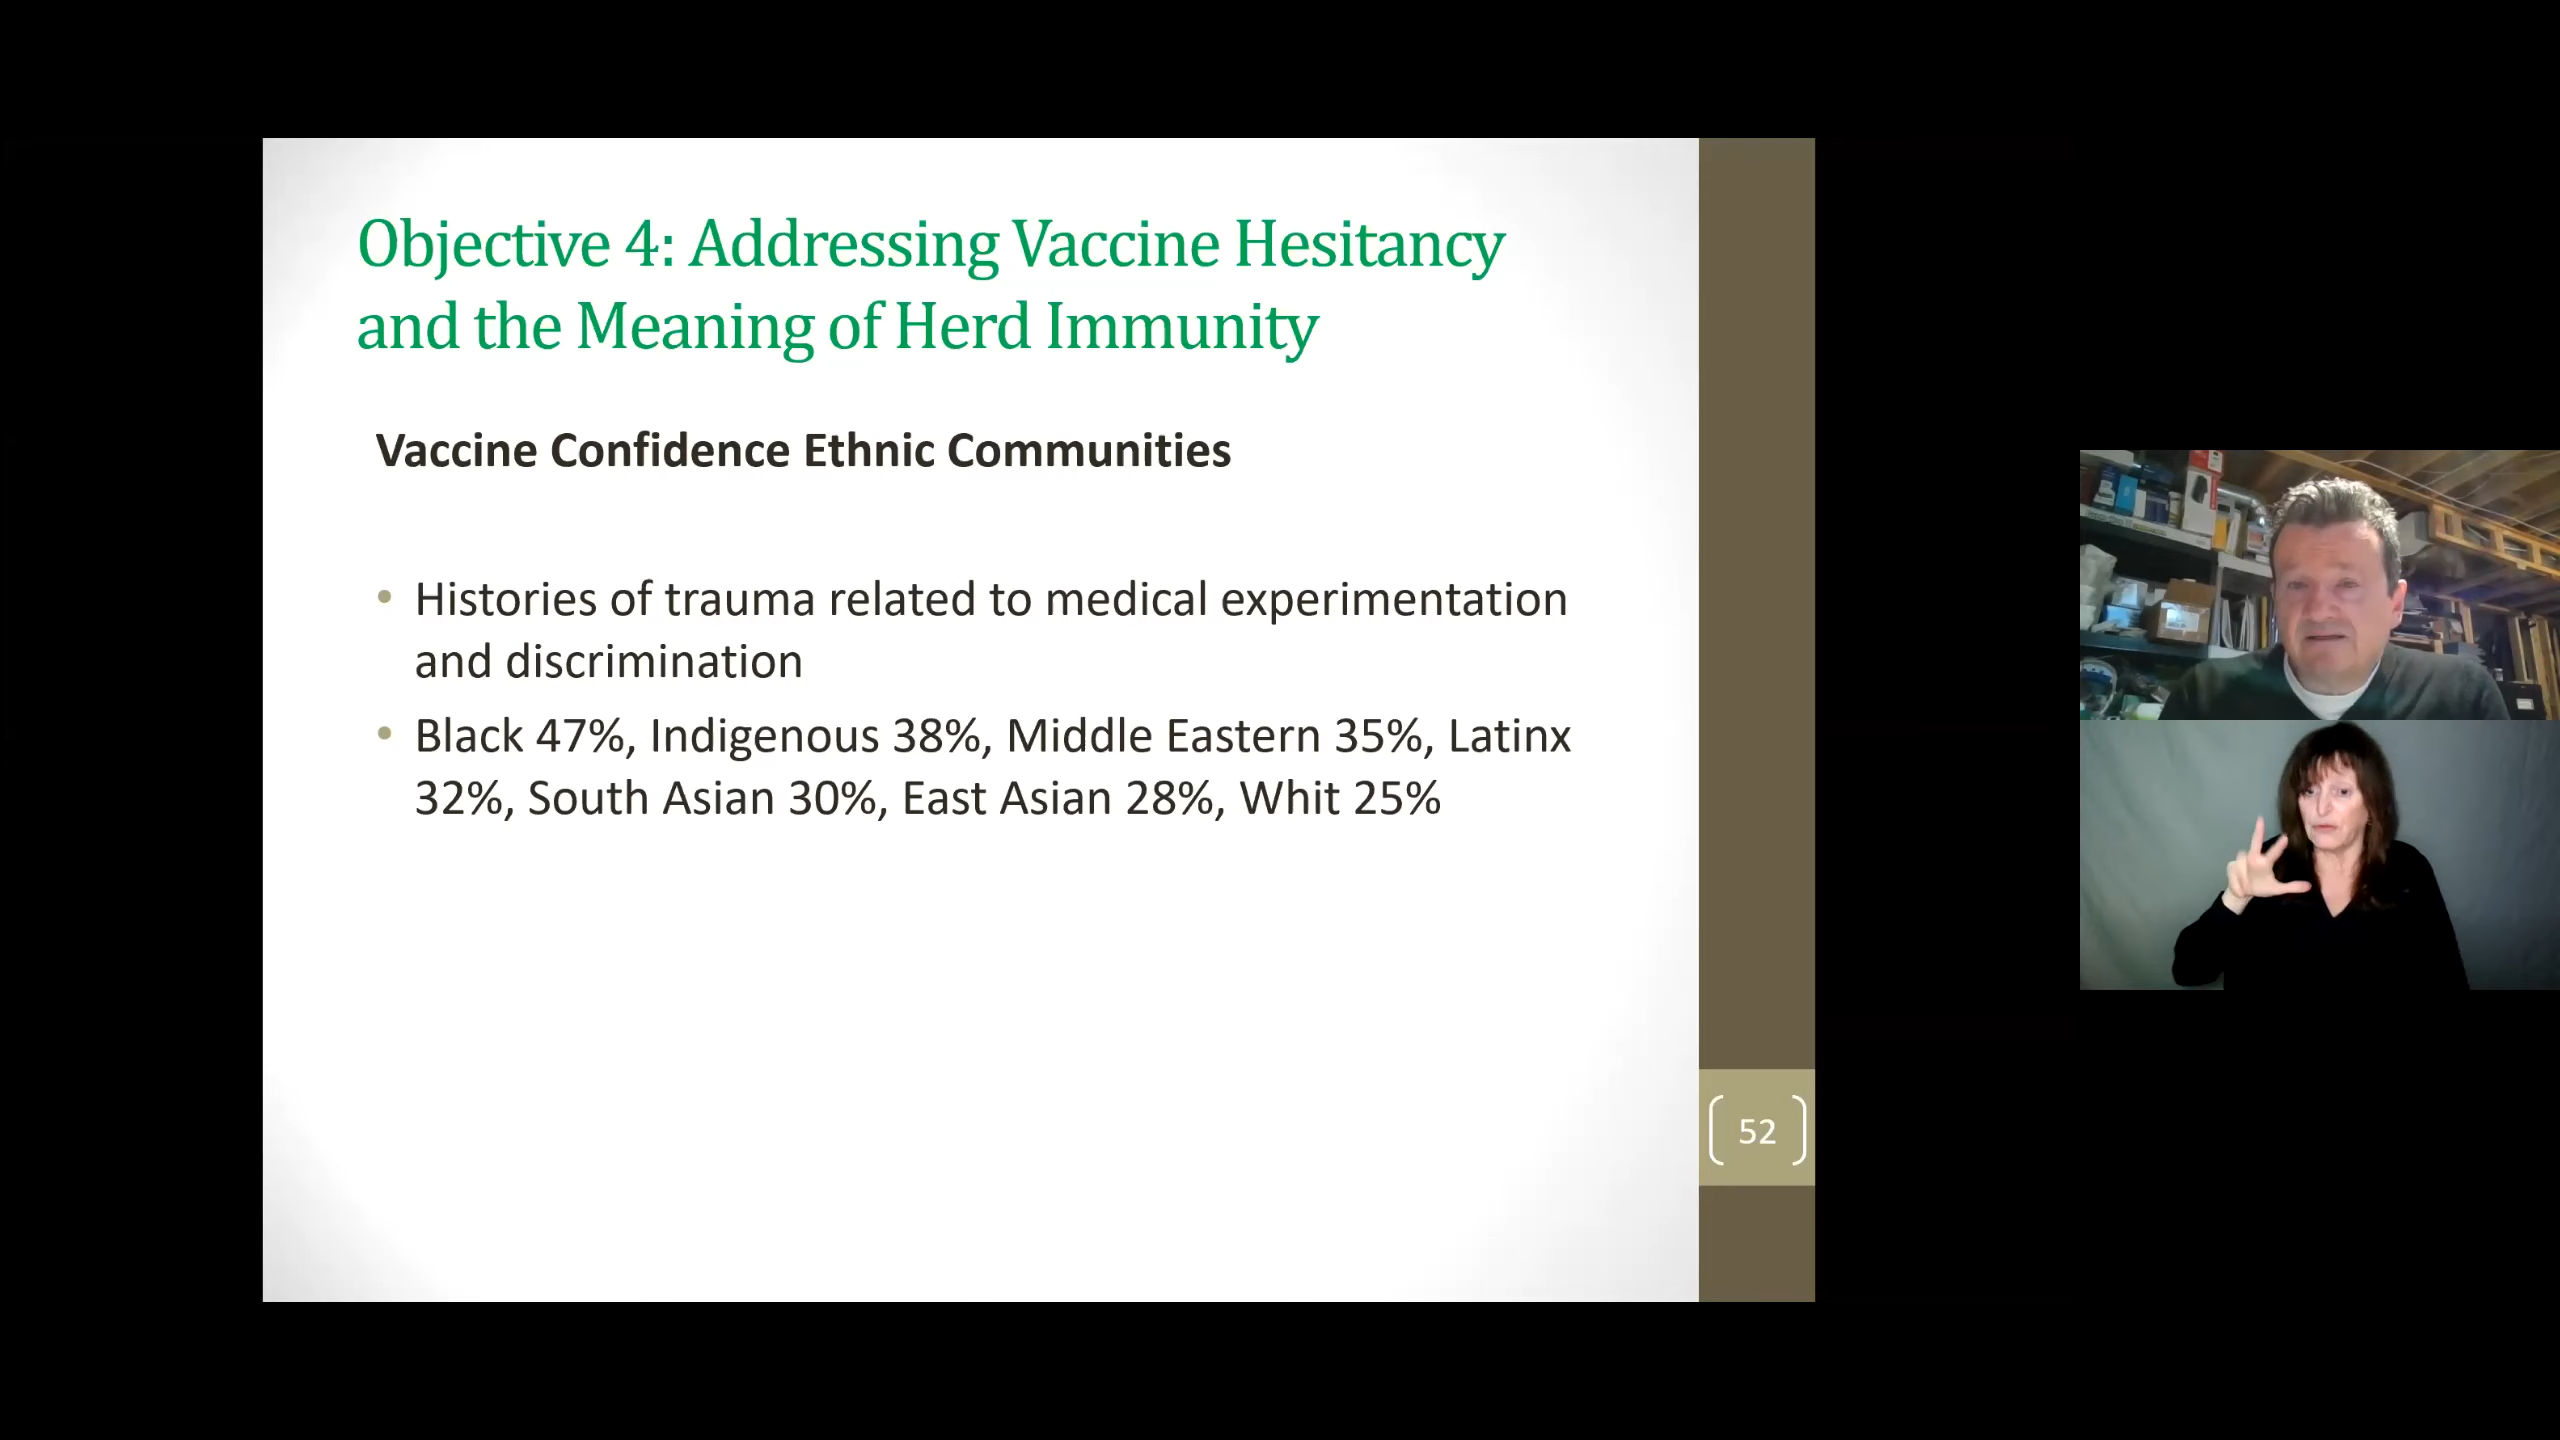 Objective 4: Addressing Vaccine Hesitancy
and the Meaning of Herd Immunity
Vaccine Confidence Ethnic Communities
• Histories of trauma related to medical experimentation
and discrimination
• Black 47%, Indigenous 38%, Middle Eastern 35%, Latinx
32%, South Asian 30%, East Asian 28%, Whit 25%
52